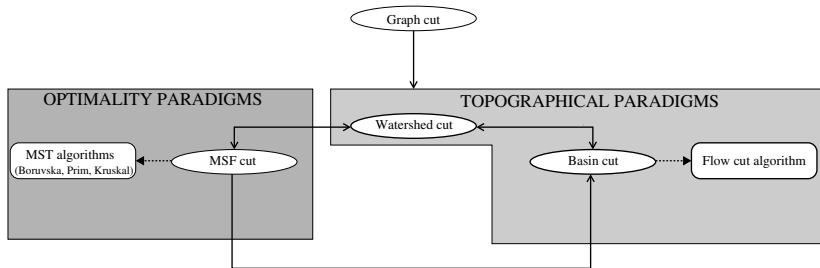 Graph cut
OPTIMALITY PARADIGMS
TOPOGRAPHICAL PARADIGMS
Watershed cut
MST algorithms
(Boruvska, Prim, Kruskal)
MSF cut
Basin cut
Flow cut algorithm